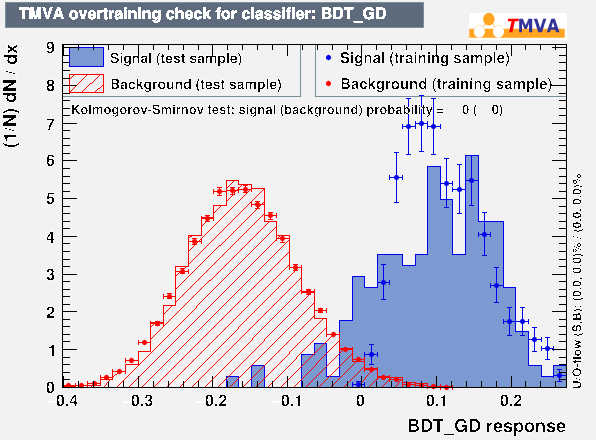 TMVA overtraining check for classifier: BDT_GD
TMVA
Signal (test sample)
Background (test sample)
Signal (training sample)
Background (training sample)
Kolmogorov-Smirnov test: signal (background) probability = 0 ( 0)
(1/N) dN / dx
9
8
7
6
5
4
3
2
1
0
-0.4 -0.3 -0.2 -0.1 0 0.1 0.2
BDT_GD response
U/O-flow (S,B): (0.0, 0.0)% / (0.0, 0.0)%